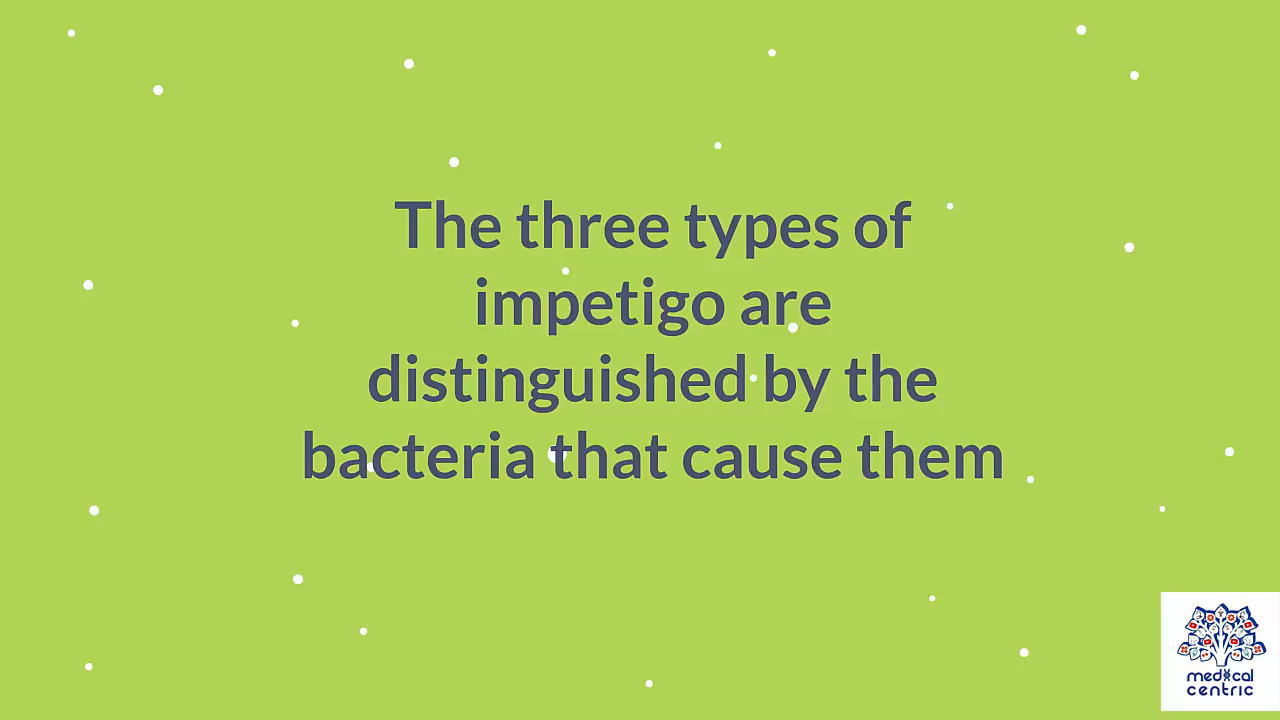 The three types of
impetigo are
distinguished by the
bacteria that cause them
medical
centric